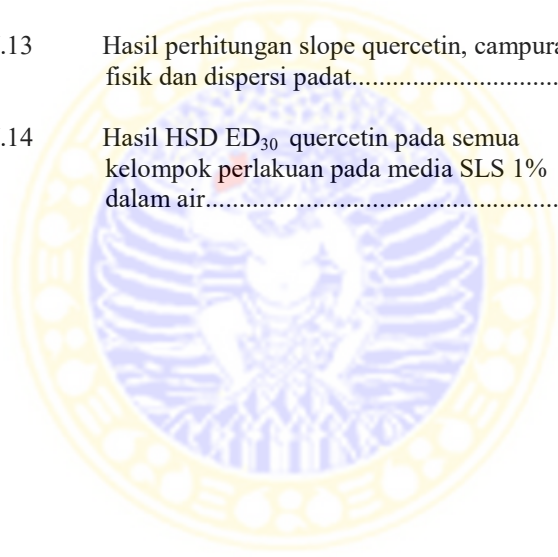 .13 Hasil perhitungan slope quercetin, campura
fisik dan dispersi padat..............................
.14 Hasil HSD ED₃₀ quercetin pada semua
kelompok perlakuan pada media SLS 1%
dalam air....................................................